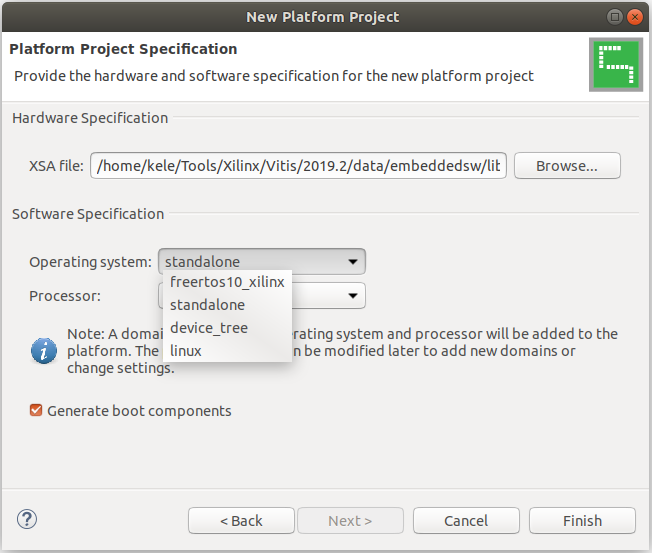 New Platform Project
Platform Project Specification
Provide the hardware and software specification for the new platform project
Hardware Specification
XSA file: /home/kele/Tools/Xilinx/Vitis/2019.2/data/embeddedsw/lit Browse...
Software Specification
Operating system: standalone
freertos10_xilinx
Processor:
standalone
device_tree
linux
Note: A domain erating system and processor will be added to the
platform. The n be modified later to add new domains or
change settings.
Generate boot components
? < Back Next > Cancel Finish